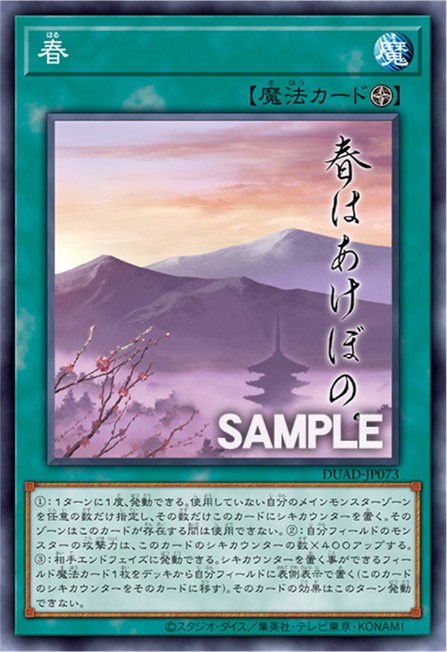 はる
春
魔
【魔法カード】
まほう
春はあけぼの。
SAMPLE
DUAD-JP073
①:1ターンに1度、発動できる。使用していない自分のメインモンスターゾーン
を任意の数だけ指定し、その数だけこのカードにシキカウンターを置く。その
ゾーンはこのカードが存在する間は使用できない。②:自分フィールドのモン
スターの攻撃力は、このカードのシキカウンターの数×400アップする。
③:相手エンドフェイズに発動できる。シキカウンターを置く事ができるフィー
ルド魔法カード1枚をデッキから自分フィールドに表側表示で置く(このカード
のシキカウンターをそのカードに移す)。そのカードの効果はこのターン発動
できない。
©スタジオ・ダイス/集英社・テレビ東京・KONAMI